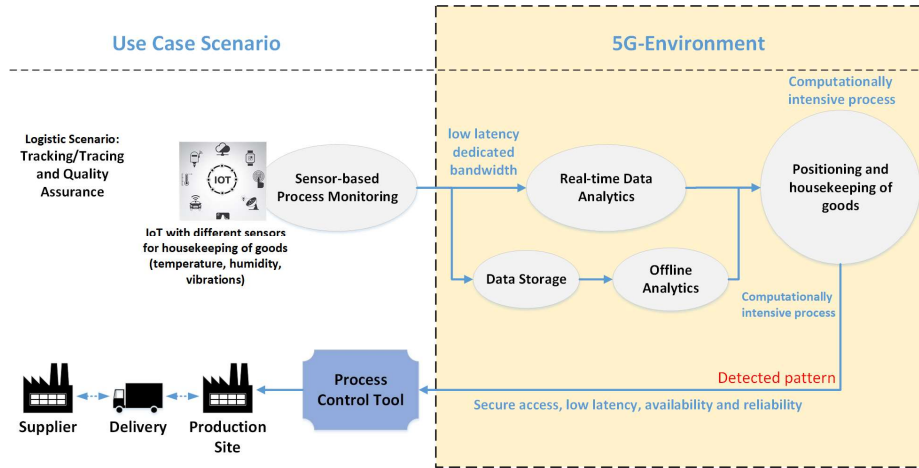 Use Case Scenario
5G-Environment
Computationally
intensive process
Logistic Scenario:
Tracking/Tracing
and Quality
Assurance
IOT
Sensor-based
Process Monitoring
low latency
dedicated
bandwidth
Real-time Data
Analytics
Positioning and
housekeeping of
goods
IoT with different sensors
for housekeeping of goods
(temperature, humidity,
vibrations)
Data Storage
Offline
Analytics
Computationally
intensive process
Process
Control Tool
Detected pattern
Secure access, low latency, availability and reliability
Supplier
Delivery
Production
Site